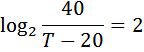 log₂ 40/(T − 20) = 2